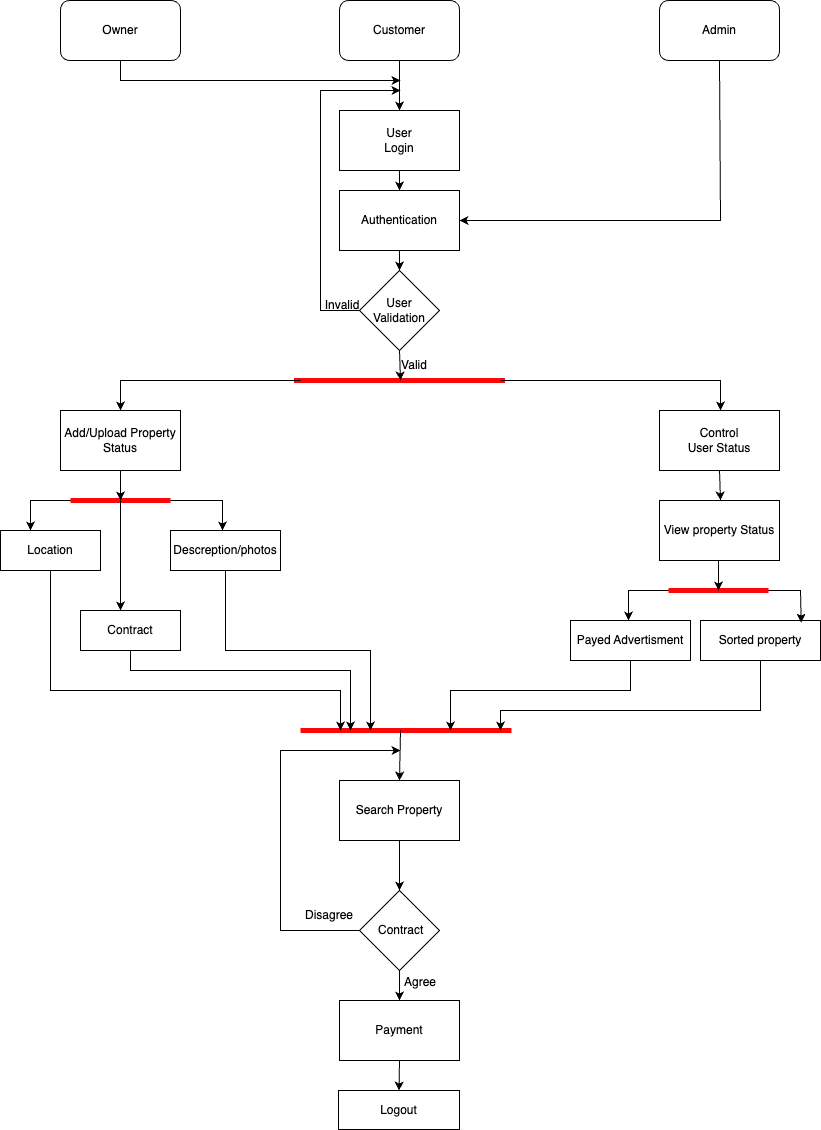 Owner
Customer
Admin
User
Login
Authentication
User
Validation
Invalid
Valid
Add/Upload Property
Status
Control
User Status
Location
Descreption/photos
View property Status
Contract
Payed Advertisment
Sorted property
Search Property
Disagree
Contract
Agree
Payment
Logout